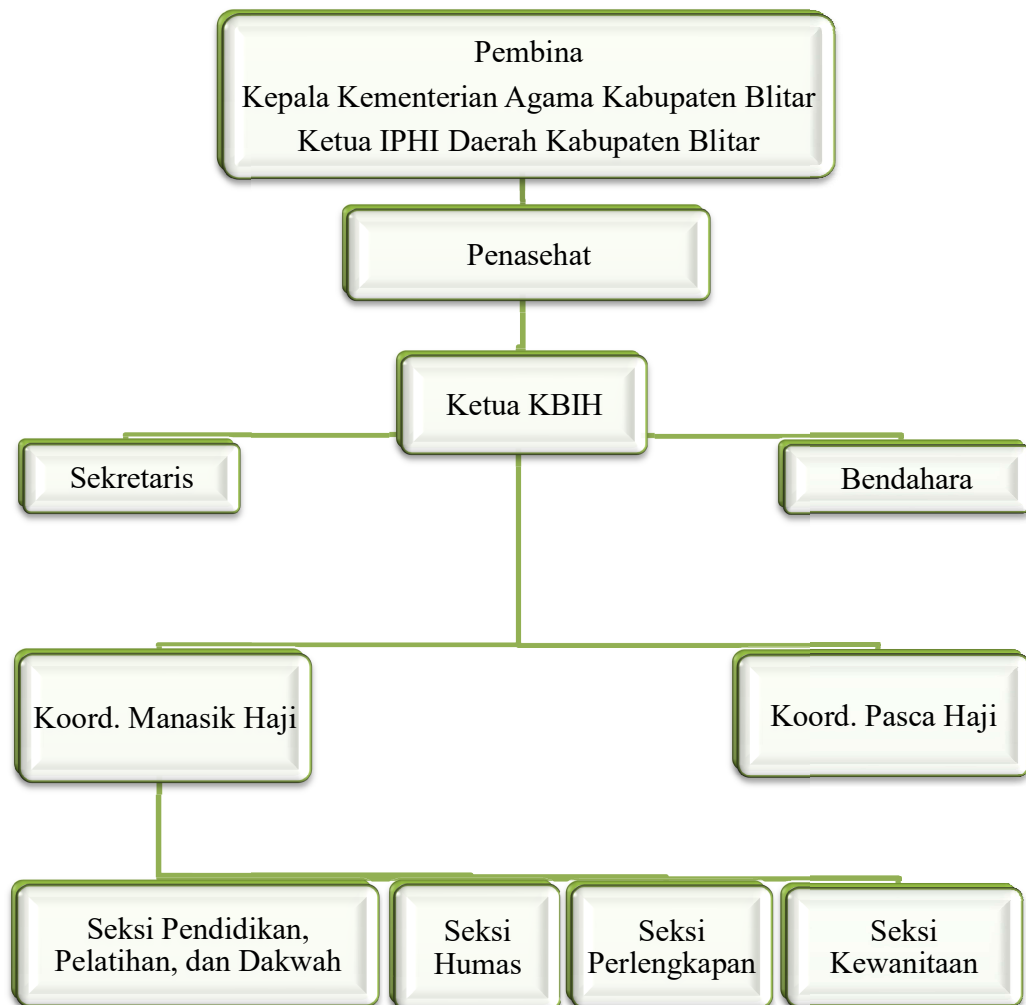 Pembina
Kepala Kementerian Agama Kabupaten Blitar
Ketua IPHI Daerah Kabupaten Blitar
Penasehat
Ketua KBIH
Sekretaris
Bendahara
Koord. Manasik Haji
Koord. Pasca Haji
Seksi Pendidikan,
Pelatihan, dan Dakwah
Seksi
Humas
Seksi
Perlengkapan
Seksi
Kewanitaan